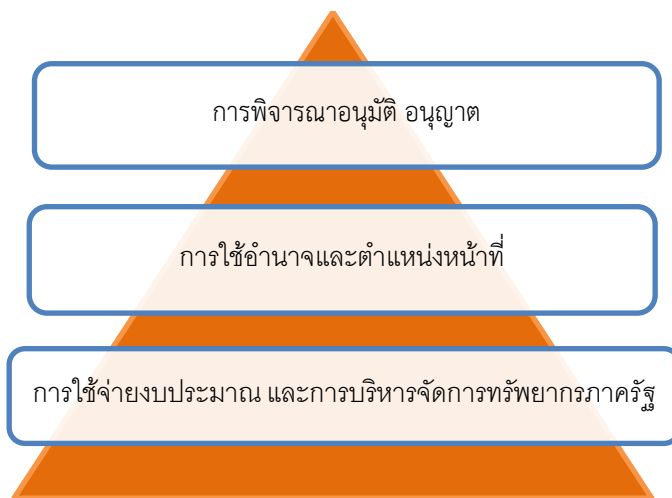 การพิจารณาอนุมัติ อนุญาต
การใช้อำนาจและตำแหน่งหน้าที่
การใช้จ่ายงบประมาณ และการบริหารจัดการทรัพยากรภาครัฐ